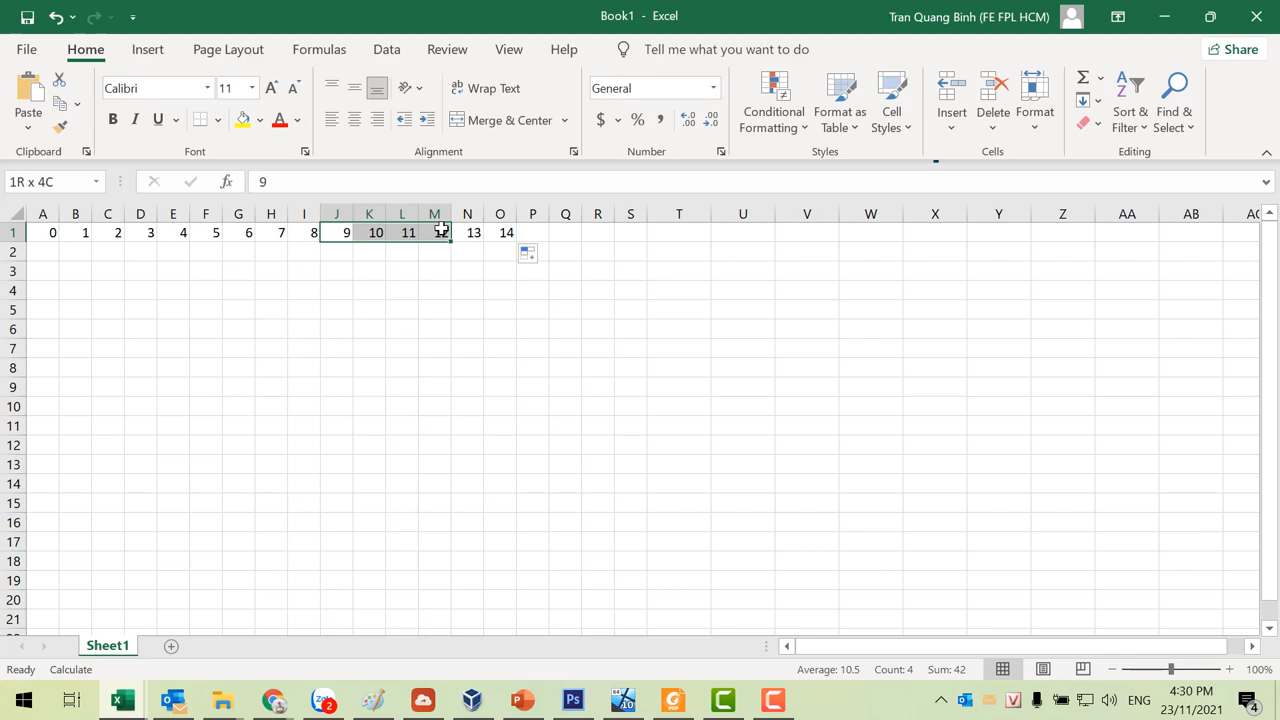 Book1 - Excel
Tran Quang Binh (FE FPL HCM)
File Home Insert Page Layout Formulas Data Review View Help Tell me what you want to do Share
Paste
Calibri 11
Wrap Text
Merge & Center
General
$ % ,
Conditional Formatting
Format as Table
Cell Styles
Insert Delete Format
Sort & Filter
Find & Select
B I U A
Clipboard Font Alignment Number Styles Cells Editing
1R x 4C fx 9
A B C D E F G H I J K L M N O P Q R S T U V W X Y Z AA AB AC
1 0 1 2 3 4 5 6 7 8 9 10 11 12 13 14
2
3
4
5
6
7
8
9
10
11
12
13
14
15
16
17
18
19
20
21
Sheet1
Ready Calculate Average: 10.5 Count: 4 Sum: 42 100%
ENG
4:30 PM
23/11/2021